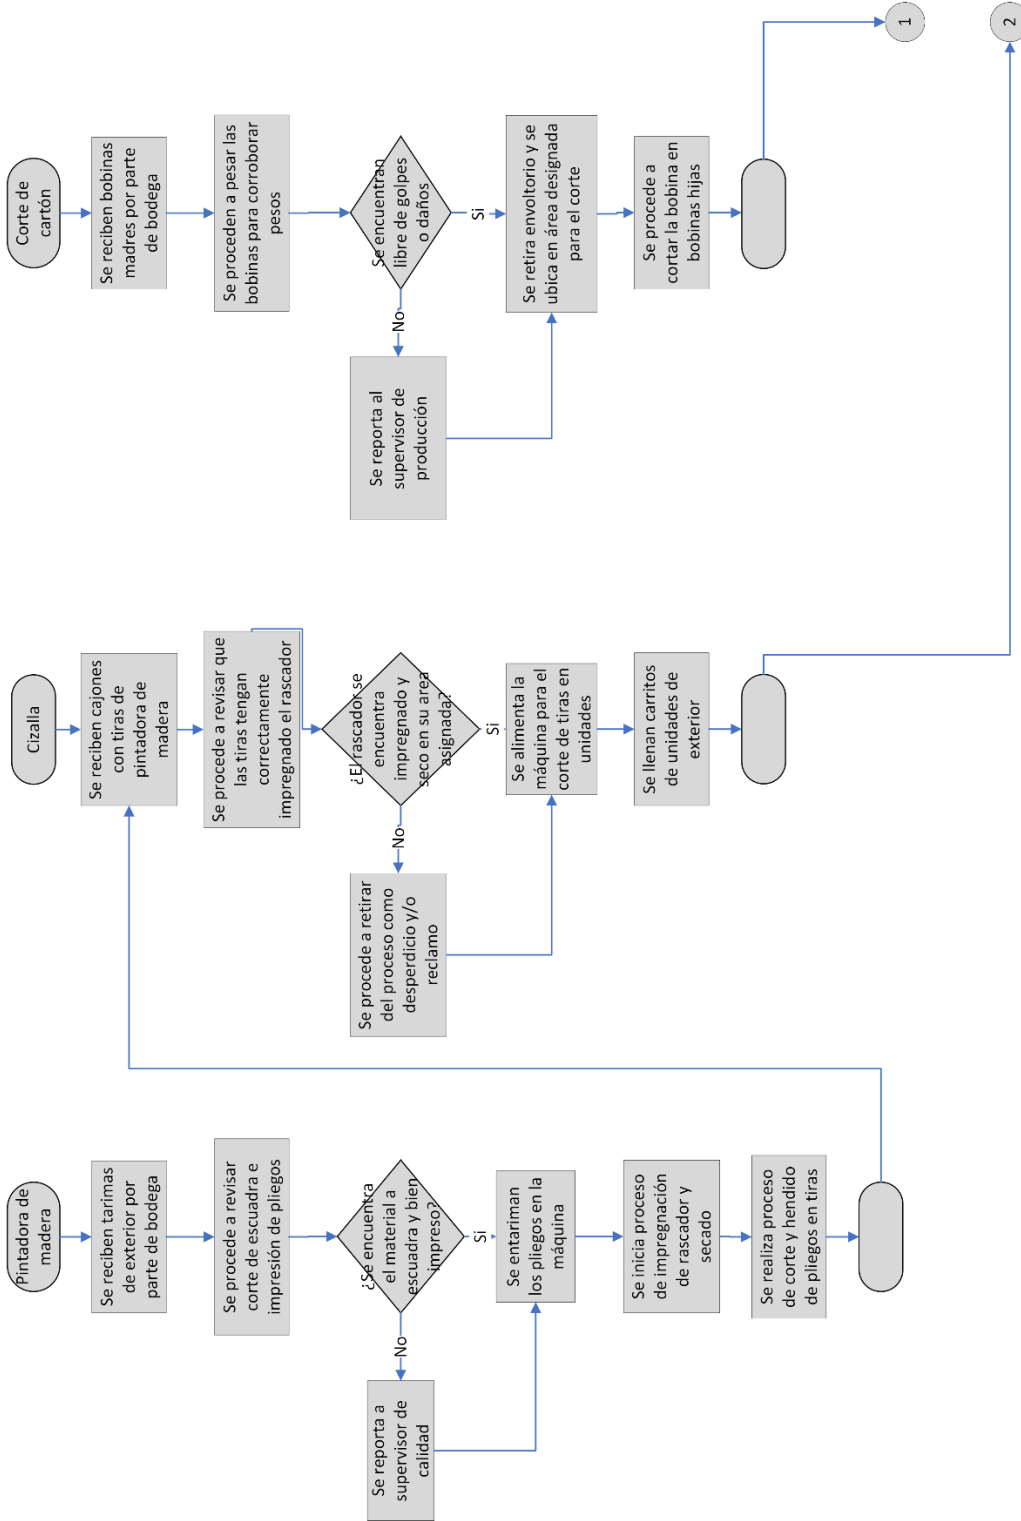 Pintadora de
madera
Se reciben tarimas
de exterior por
parte de bodega
Se procede a revisar
corte de escuadra e
impresión de pliegos
¿Se encuentra
el material a
escuadra y bien
impreso?
No
Si
Se reporta a
supervisor de
calidad
Se entariman
los pliegos en la
máquina
Se inicia proceso
de impregnación
de rascador y
secado
Se realiza proceso
de corte y hendido
de pliegos en tiras
Cizalla
Se reciben cajones
con tiras de
pintadora de
madera
Se procede a revisar que
las tiras tengan
correctamente
impregnado el rascador
¿El rascador se
encuentra
impregnado y
seco en su area
asignada?
No
Si
Se procede a retirar
del proceso como
desperdicio y/o
reclamo
Se alimenta la
máquina para el
corte de tiras en
unidades
Se llenan carritos
de unidades de
exterior
Corte de
cartón
Se reciben bobinas
madres por parte
de bodega
Se proceden a pesar las
bobinas para corroborar
pesos
Se encuentran
libre de golpes
o daños
No
Si
Se reporta al
supervisor de
producción
Se retira envoltorio y se
ubica en área designada
para el corte
Se procede a
cortar la bobina en
bobinas hijas
1
2